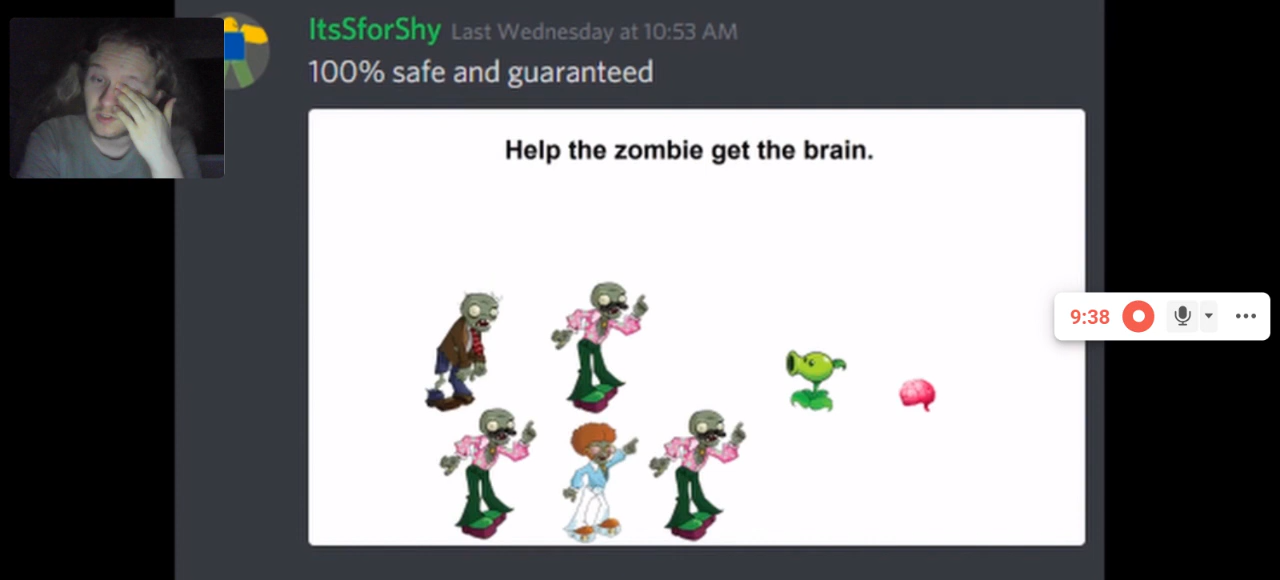 ItsSforShy Last Wednesday at 10:53 AM
100% safe and guaranteed
Help the zombie get the brain.
9:38